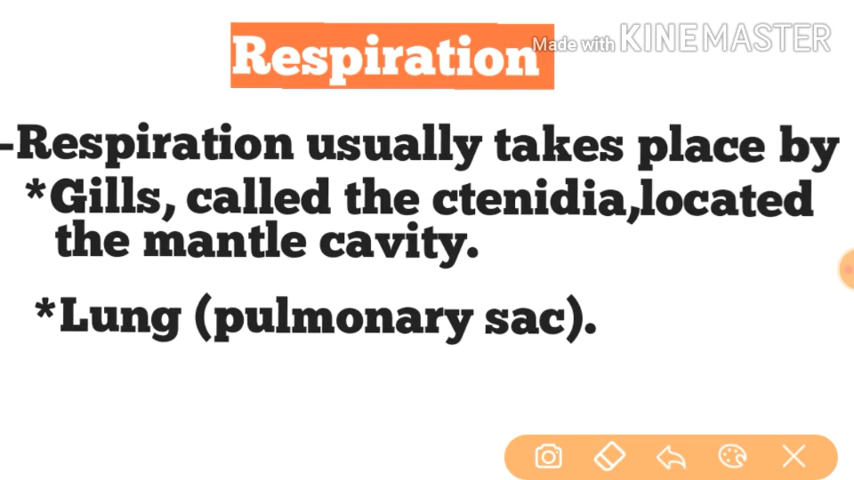 Respiration
Made with KINEMASTER
-Respiration usually takes place by
*Gills, called the ctenidia,located
the mantle cavity.
*Lung (pulmonary sac).